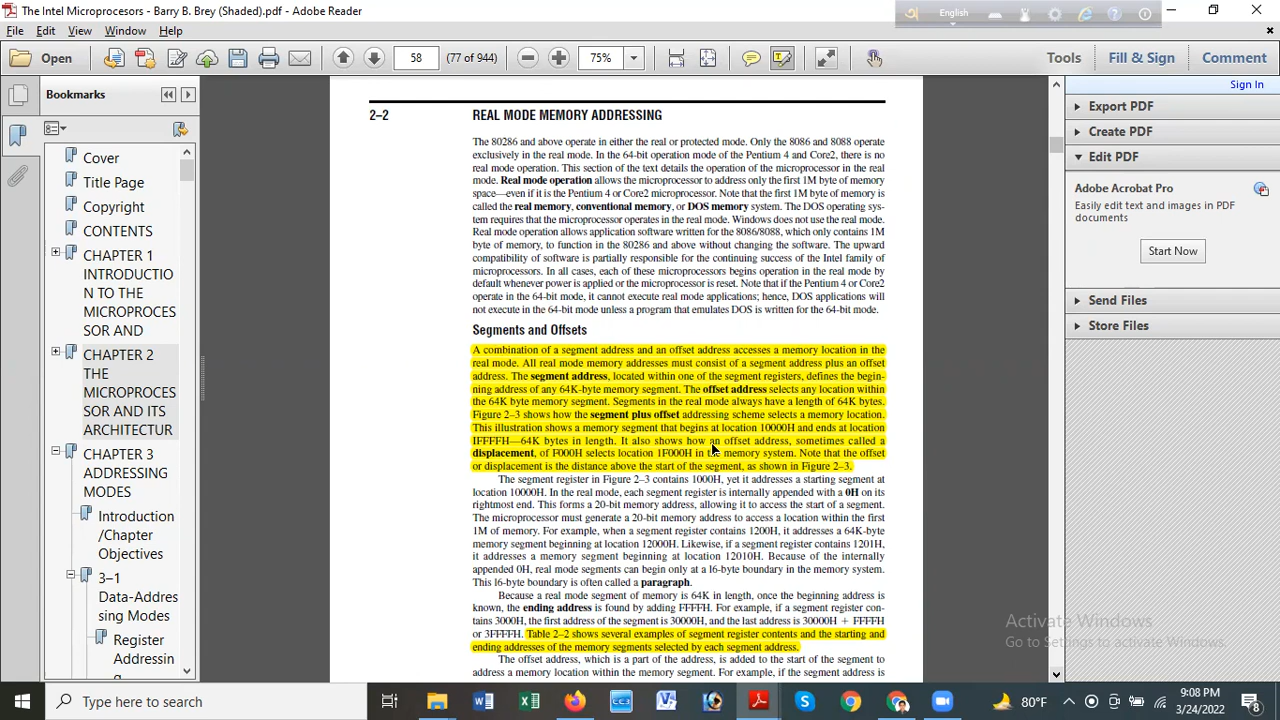 The Intel Microprocesors - Barry B. Brey (Shaded).pdf - Adobe Reader
English
File Edit View Window Help
Open 58 (77 of 944) 75% Tools Fill & Sign Comment
Sign In
Bookmarks
Cover
Title Page
Copyright
CONTENTS
CHAPTER 1
INTRODUCTIO
N TO THE
MICROPROCES
SOR AND
CHAPTER 2
THE
MICROPROCES
SOR AND ITS
ARCHITECTUR
CHAPTER 3
ADDRESSING
MODES
Introduction
/Chapter
Objectives
3–1
Data-Addres
sing Modes
Register
Addressin
g
2–2 REAL MODE MEMORY ADDRESSING
The 80286 and above operate in either the real or protected mode. Only the 8086 and 8088 operate
exclusively in the real mode. In the 64-bit operation mode of the Pentium 4 and Core2, there is no
real mode operation. This section of the text details the operation of the microprocessor in the real
mode. Real mode operation allows the microprocessor to address only the first 1M byte of memory
space—even if it is the Pentium 4 or Core2 microprocessor. Note that the first 1M byte of memory is
called the real memory, conventional memory, or DOS memory system. The DOS operating sys-
tem requires that the microprocessor operates in the real mode. Windows does not use the real mode.
Real mode operation allows application software written for the 8086/8088, which only contains 1M
byte of memory, to function in the 80286 and above without changing the software. The upward
compatibility of software is partially responsible for the continuing success of the Intel family of
microprocessors. In all cases, each of these microprocessors begins operation in the real mode by
default whenever power is applied or the microprocessor is reset. Note that if the Pentium 4 or Core2
operate in the 64-bit mode, it cannot execute real mode applications; hence, DOS applications will
not execute in the 64-bit mode unless a program that emulates DOS is written for the 64-bit mode.
Segments and Offsets
A combination of a segment address and an offset address accesses a memory location in the
real mode. All real mode memory addresses must consist of a segment address plus an offset
address. The segment address, located within one of the segment registers, defines the begin-
ning address of any 64K-byte memory segment. The offset address selects any location within
the 64K byte memory segment. Segments in the real mode always have a length of 64K bytes.
Figure 2–3 shows how the segment plus offset addressing scheme selects a memory location.
This illustration shows a memory segment that begins at location 10000H and ends at location
lFFFFH—64K bytes in length. It also shows how an offset address, sometimes called a
displacement, of F000H selects location 1F000H in the memory system. Note that the offset
or displacement is the distance above the start of the segment, as shown in Figure 2–3.
The segment register in Figure 2–3 contains 1000H, yet it addresses a starting segment at
location 10000H. In the real mode, each segment register is internally appended with a 0H on its
rightmost end. This forms a 20-bit memory address, allowing it to access the start of a segment.
The microprocessor must generate a 20-bit memory address to access a location within the first
1M of memory. For example, when a segment register contains 1200H, it addresses a 64K-byte
memory segment beginning at location 12000H. Likewise, if a segment register contains 1201H,
it addresses a memory segment beginning at location 12010H. Because of the internally
appended 0H, real mode segments can begin only at a 16-byte boundary in the memory system.
This 16-byte boundary is often called a paragraph.
Because a real mode segment of memory is 64K in length, once the beginning address is
known, the ending address is found by adding FFFFH. For example, if a segment register con-
tains 3000H, the first address of the segment is 30000H, and the last address is 30000H + FFFFH
or 3FFFFH. Table 2–2 shows several examples of segment register contents and the starting and
ending addresses of the memory segments selected by each segment address.
The offset address, which is a part of the address, is added to the start of the segment to
address a memory location within the memory segment. For example, if the segment address is
Export PDF
Create PDF
Edit PDF
Adobe Acrobat Pro
Easily edit text and images in PDF
documents
Start Now
Send Files
Store Files
Activate Windows
Go to Settings to activate Windows.
Type here to search
80°F
9:08 PM
3/24/2022
8